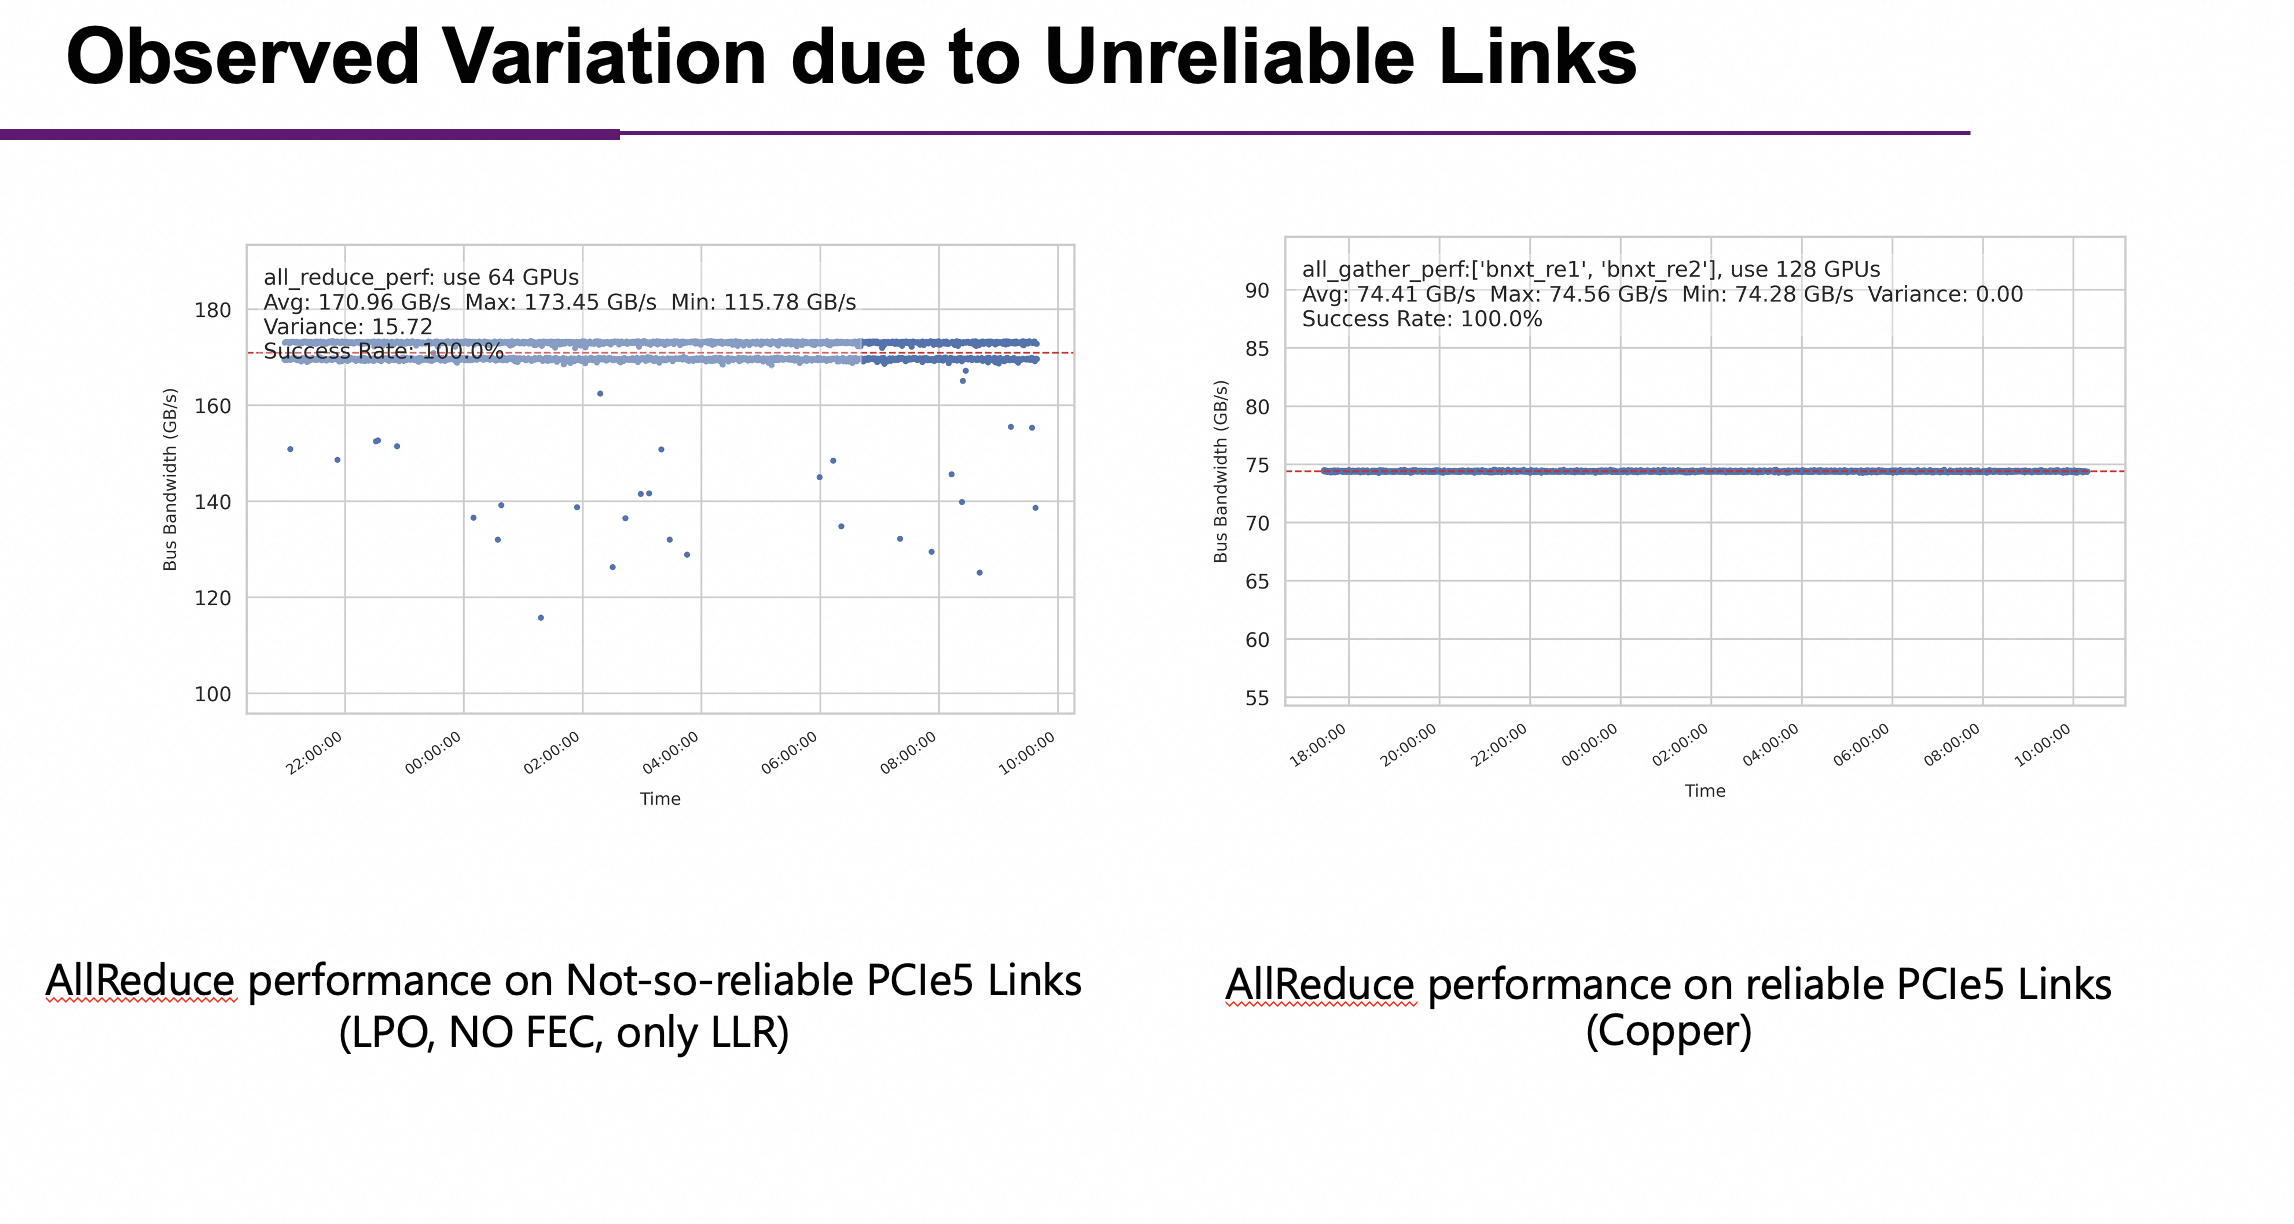 Observed Variation due to Unreliable Links
all_reduce_perf: use 64 GPUs
Avg: 170.96 GB/s  Max: 173.45 GB/s  Min: 115.78 GB/s
Variance: 15.72
Success Rate: 100.0%
Bus Bandwidth (GB/s)
180
160
140
120
100
22:00:00
00:00:00
02:00:00
04:00:00
06:00:00
08:00:00
10:00:00
Time
AllReduce performance on Not-so-reliable PCIe5 Links
(LPO, NO FEC, only LLR)
all_gather_perf:['bnxt_re1', 'bnxt_re2'], use 128 GPUs
Avg: 74.41 GB/s  Max: 74.56 GB/s  Min: 74.28 GB/s  Variance: 0.00
Success Rate: 100.0%
Bus Bandwidth (GB/s)
90
85
80
75
70
65
60
55
18:00:00
20:00:00
22:00:00
00:00:00
02:00:00
04:00:00
06:00:00
08:00:00
10:00:00
Time
AllReduce performance on reliable PCIe5 Links
(Copper)